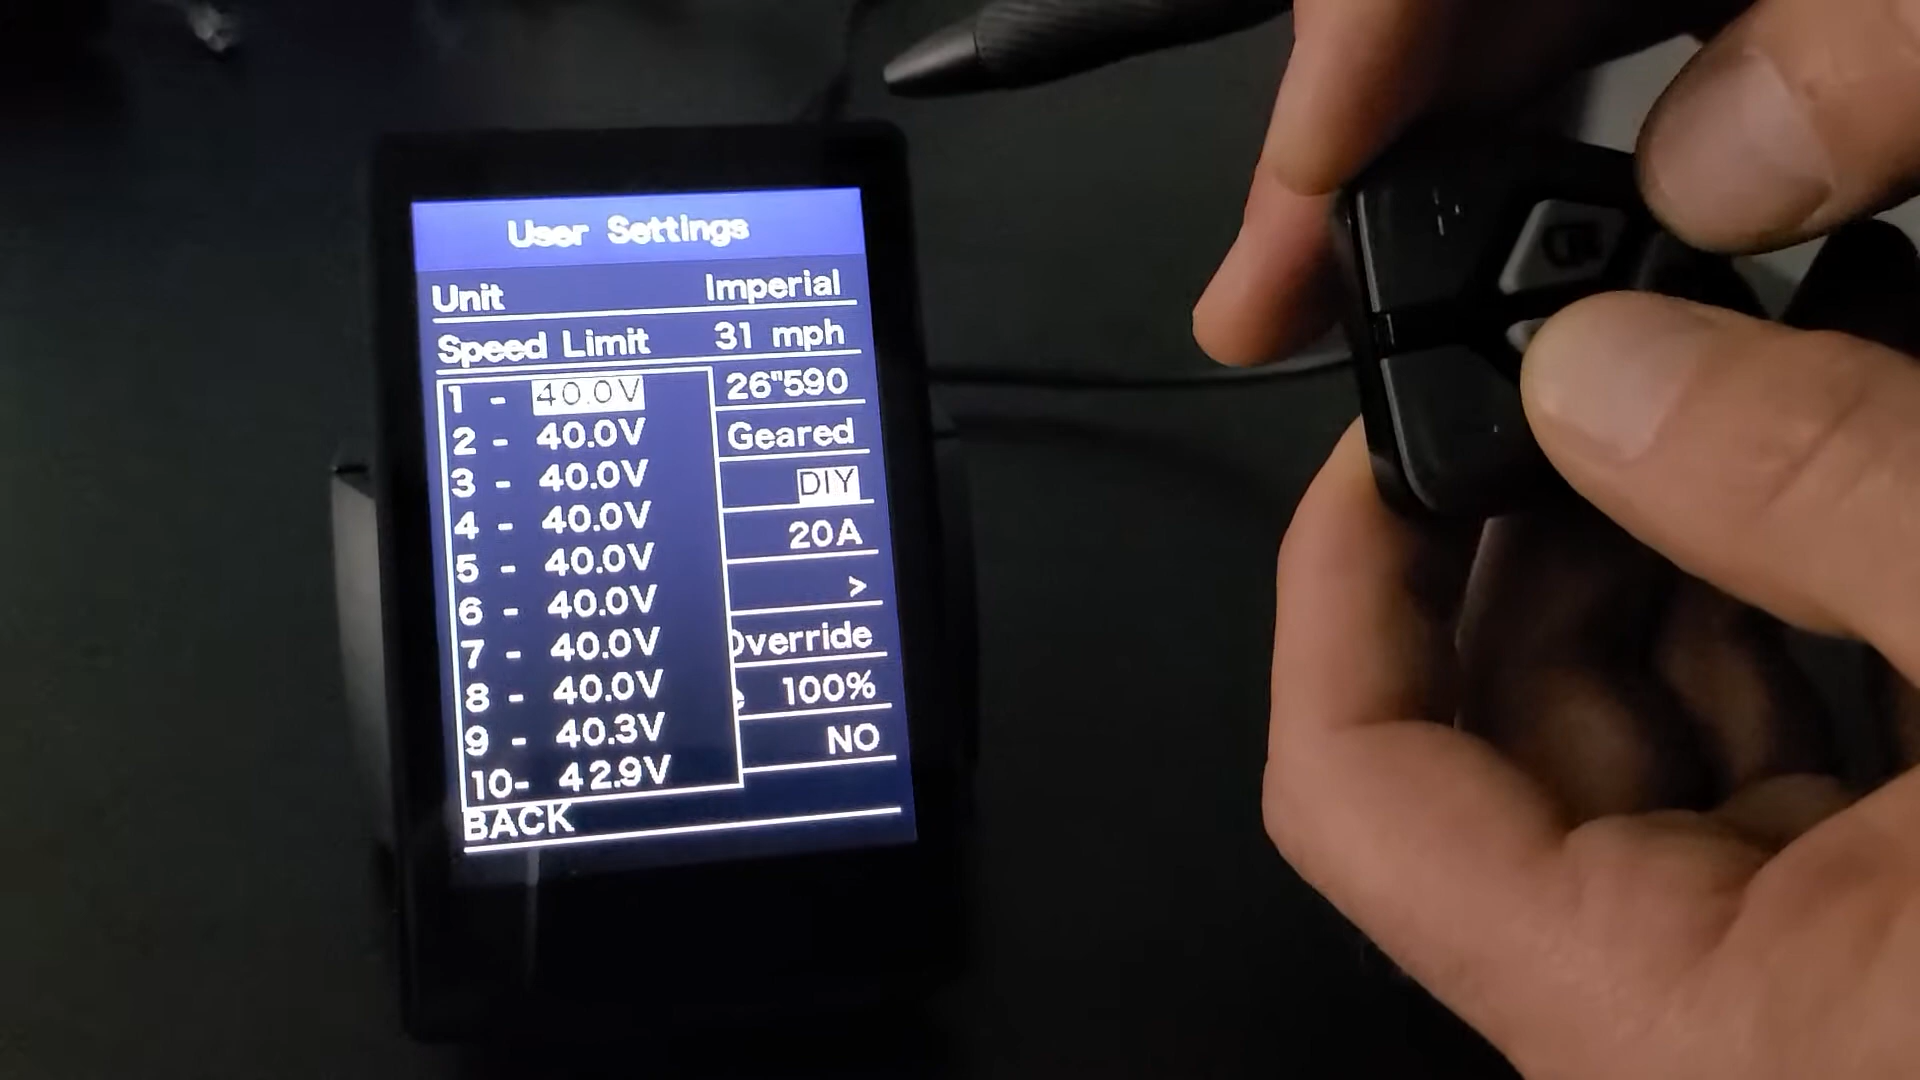 User Settings
Unit Imperial
Speed Limit 31 mph
1 - 40.0V 26"590
2 - 40.0V Geared
3 - 40.0V DIY
4 - 40.0V 20A
5 - 40.0V >
6 - 40.0V Override
7 - 40.0V 100%
8 - 40.0V NO
9 - 40.3V
10- 42.9V
BACK